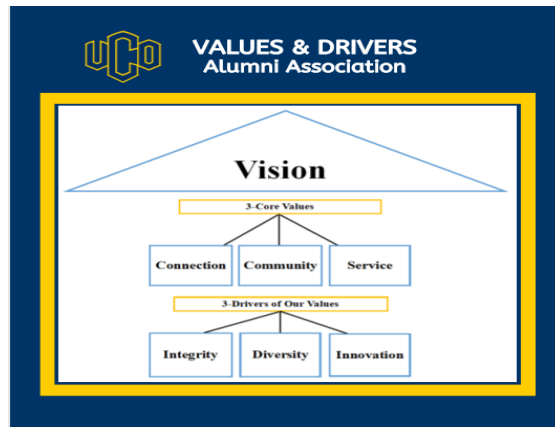 UCO
VALUES & DRIVERS
Alumni Association
Vision
3-Core Values
Connection Community Service
3-Drivers of Our Values
Integrity Diversity Innovation